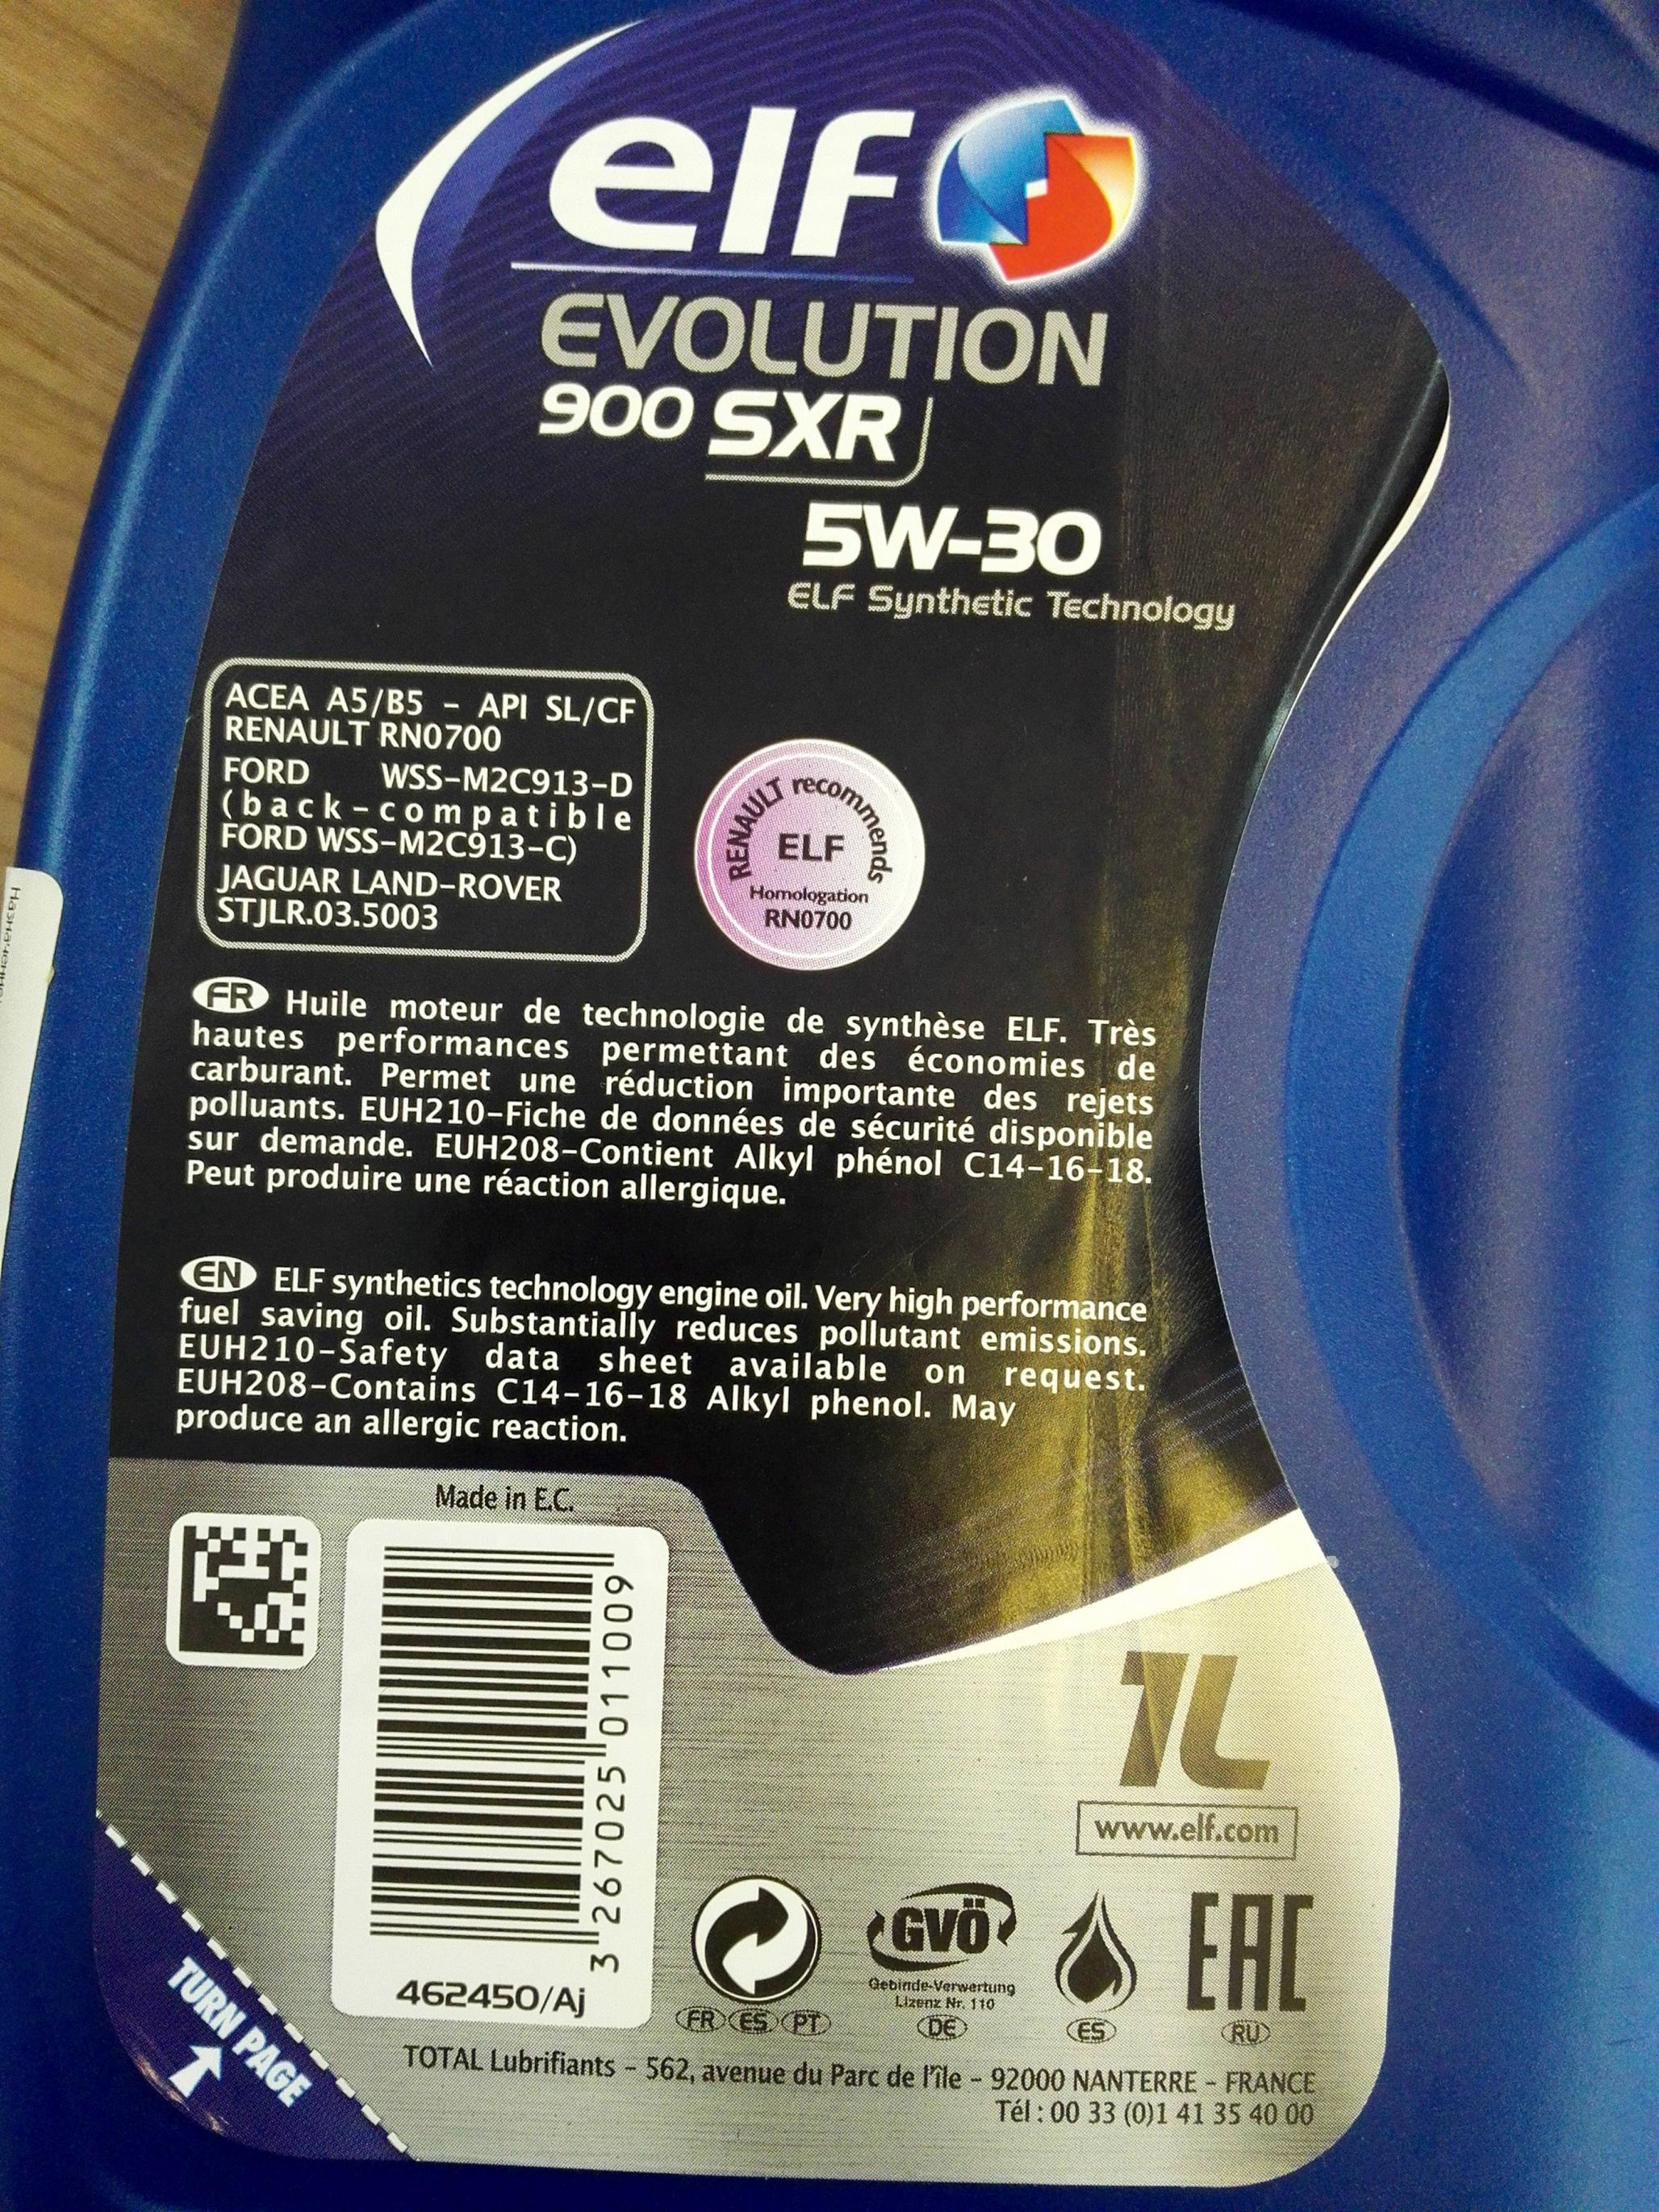 elf
EVOLUTION
900 SXR
5W-30
ELF Synthetic Technology
ACEA A5/B5 - API SL/CF
RENAULT RN0700
FORD WSS-M2C913-D
(back-compatible
FORD WSS-M2C913-C)
JAGUAR LAND-ROVER
STJLR.03.5003
RENAULT recommends
ELF
Homologation
RN0700
FR Huile moteur de technologie de synthèse ELF. Très
hautes performances permettant des économies de
carburant. Permet une réduction importante des rejets
polluants. EUH210-Fiche de données de sécurité disponible
sur demande. EUH208-Contient Alkyl phénol C14-16-18.
Peut produire une réaction allergique.
EN ELF synthetics technology engine oil. Very high performance
fuel saving oil. Substantially reduces pollutant emissions.
EUH210-Safety data sheet available on request.
EUH208-Contains C14-16-18 Alkyl phenol. May
produce an allergic reaction.
Made in E.C.
3 267025 011009
462450/Aj
1L
www.elf.com
GVÖ
Gebinde-Verwertung
Lizenz Nr. 110
EAC
FR ES PT
DE
ES
RU
TURN PAGE
TOTAL Lubrifiants - 562, avenue du Parc de l'île - 92000 NANTERRE - FRANCE
Tél : 00 33 (0)1 41 35 40 00